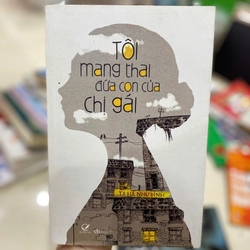 TÔI
mang thai
đứa con của
chị gái